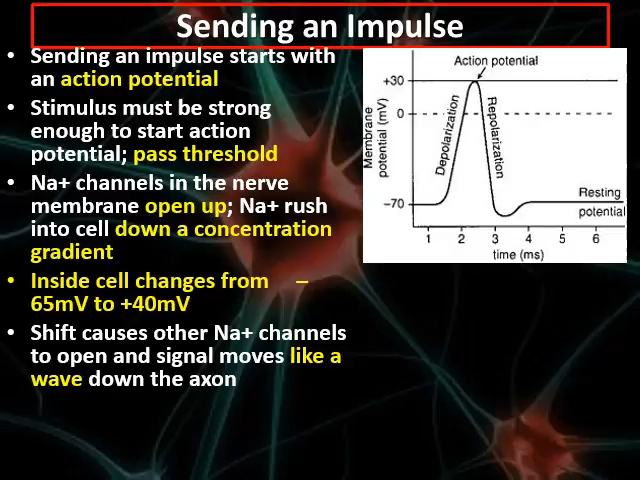 Sending an Impulse
• Sending an impulse starts with
an action potential
• Stimulus must be strong
enough to start action
potential; pass threshold
• Na+ channels in the nerve
membrane open up; Na+ rush
into cell down a concentration
gradient
• Inside cell changes from –
65mV to +40mV
• Shift causes other Na+ channels
to open and signal moves like a
wave down the axon
Action potential
+30
0
−70
Membrane
potential (mV)
Depolarization
Repolarization
Resting
potential
1 2 3 4 5 6
time (ms)